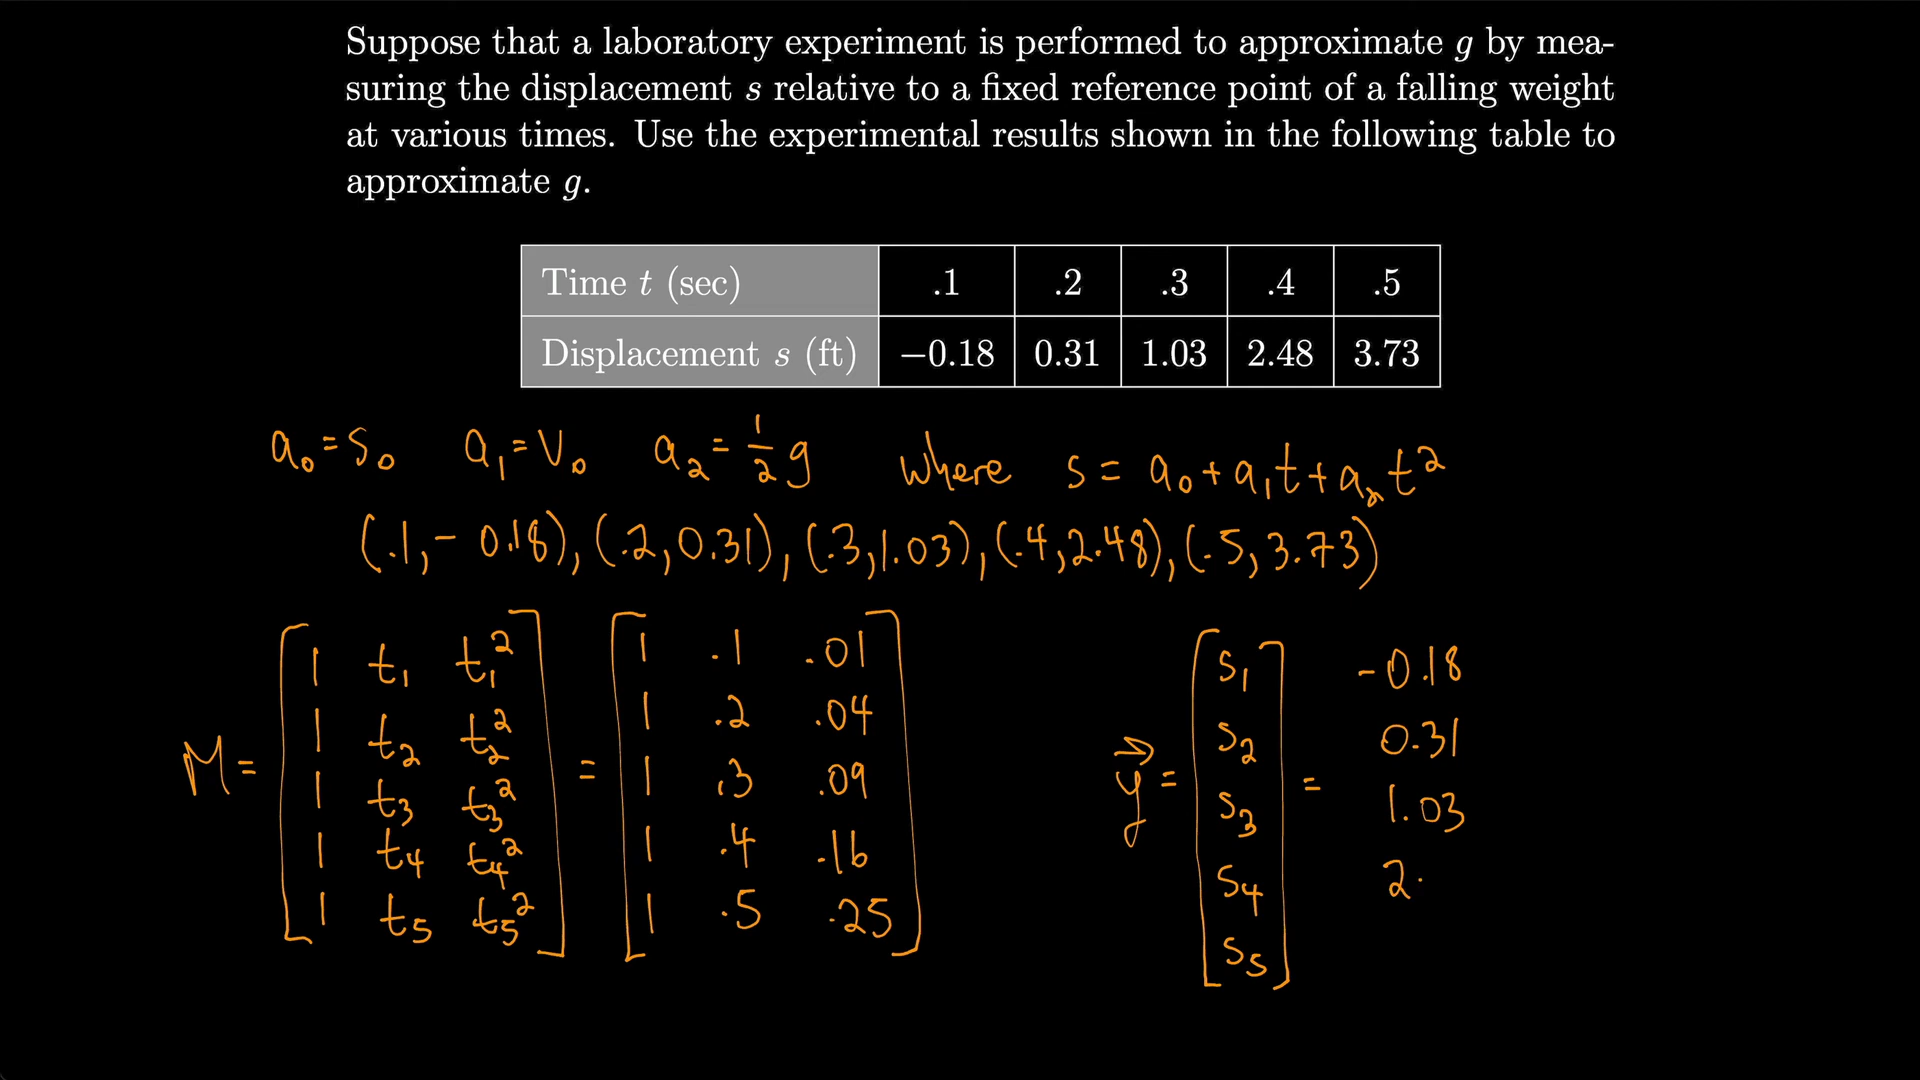 Suppose that a laboratory experiment is performed to approximate g by mea-
suring the displacement s relative to a fixed reference point of a falling weight
at various times. Use the experimental results shown in the following table to
approximate g.
Time t (sec) .1 .2 .3 .4 .5
Displacement s (ft) −0.18 0.31 1.03 2.48 3.73
a₀ = s₀ a₁ = v₀ a₂ = 1/2 g where s = a₀ + a₁t + a₂t²
(.1, -0.18), (.2, 0.31), (.3, 1.03), (.4, 2.48), (.5, 3.73)
1 t₁ t₁² 1 .1 .01 s₁ -0.18
1 t₂ t₂² 1 .2 .04 s₂ 0.31
M = 1 t₃ t₃² = 1 .3 .09 y⃗ = s₃ = 1.03
1 t₄ t₄² 1 .4 .16 s₄ 2.
1 t₅ t₅² 1 .5 .25 s₅